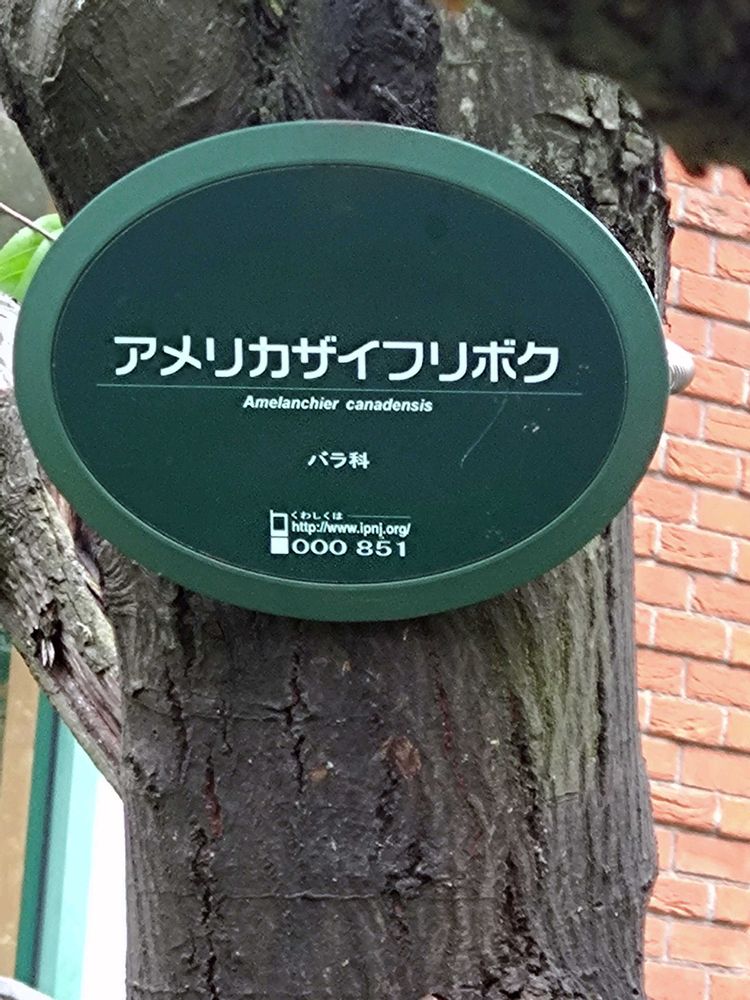 アメリカザイフリボク
Amelanchier canadensis
バラ科
くわしくは
http://www.ipnj.org/
000 851